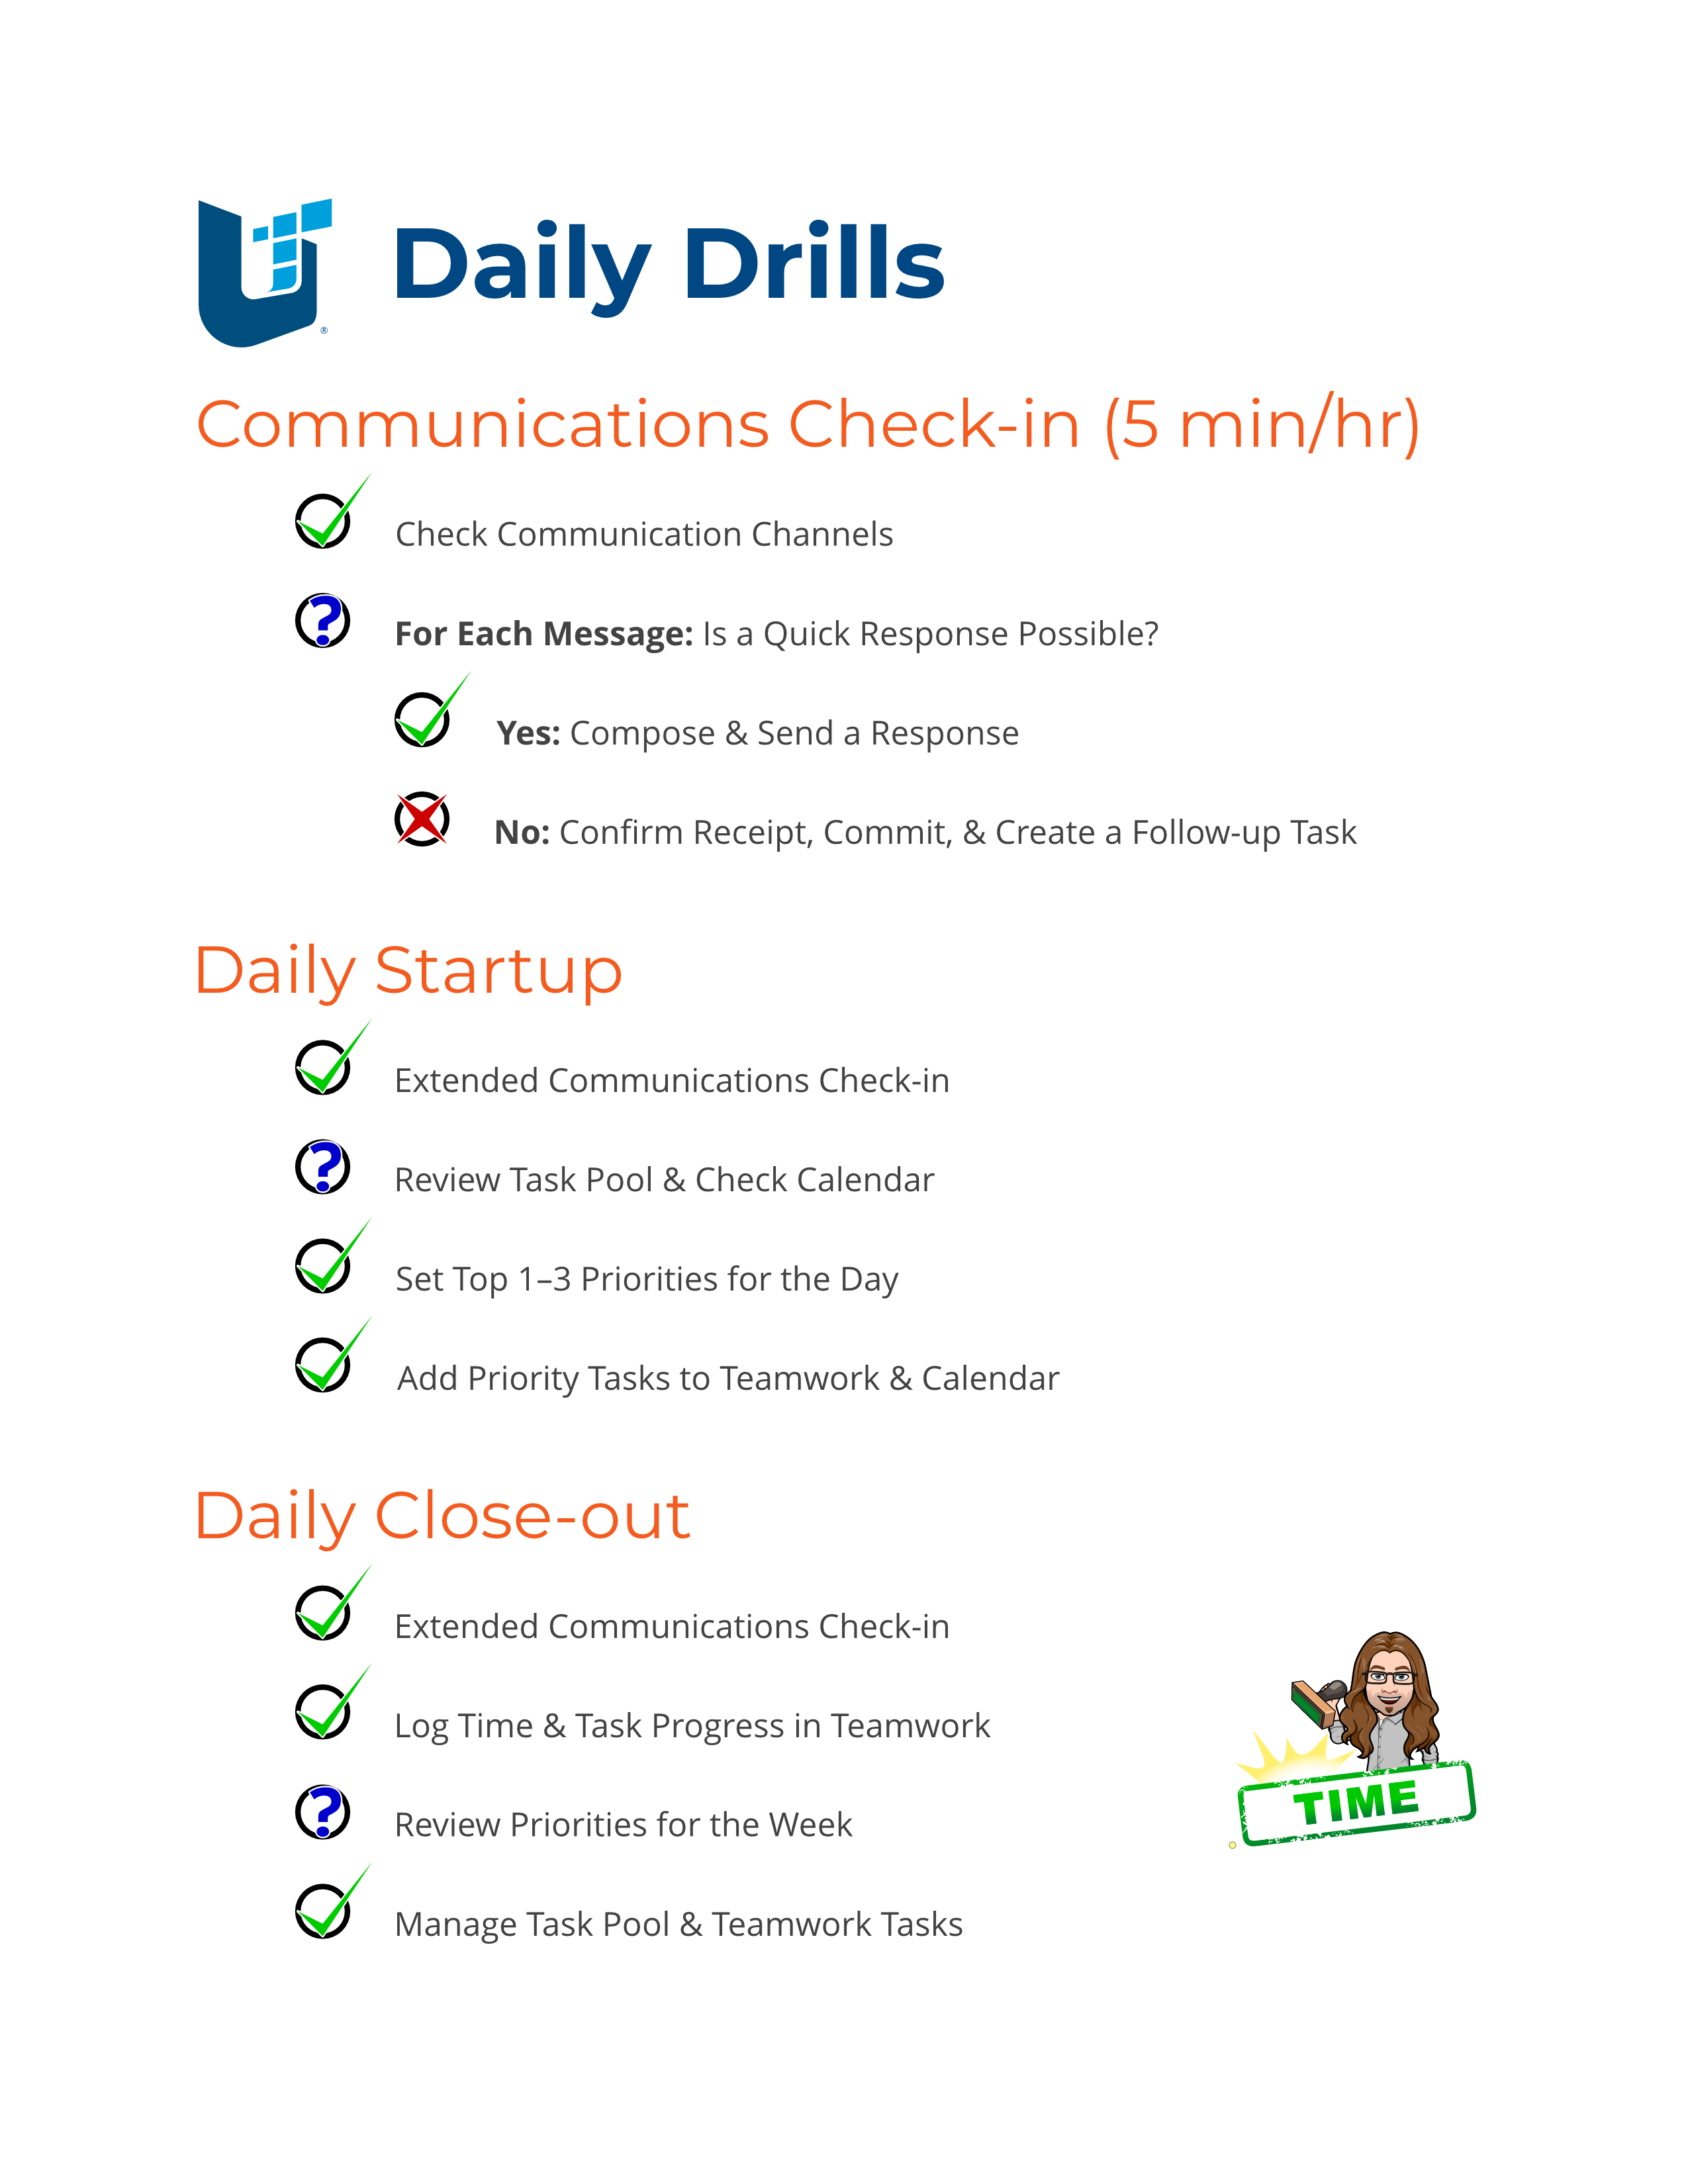 Daily Drills
®
Communications Check-in (5 min/hr)
Check Communication Channels
For Each Message: Is a Quick Response Possible?
Yes: Compose & Send a Response
No: Confirm Receipt, Commit, & Create a Follow-up Task
Daily Startup
Extended Communications Check-in
Review Task Pool & Check Calendar
Set Top 1–3 Priorities for the Day
Add Priority Tasks to Teamwork & Calendar
Daily Close-out
Extended Communications Check-in
Log Time & Task Progress in Teamwork
Review Priorities for the Week
Manage Task Pool & Teamwork Tasks
TIME